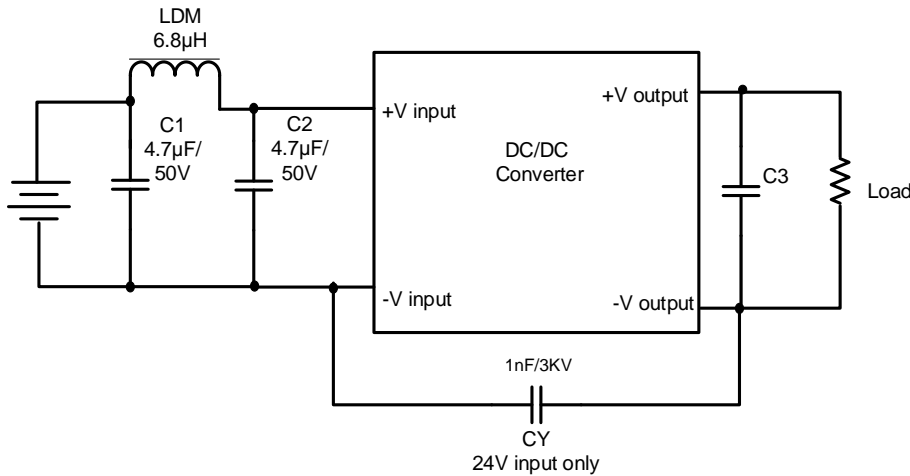 LDM
6.8µH
C1
4.7µF/
50V
C2
4.7µF/
50V
+V input
-V input
DC/DC
Converter
+V output
-V output
C3
Load
1nF/3KV
CY
24V input only